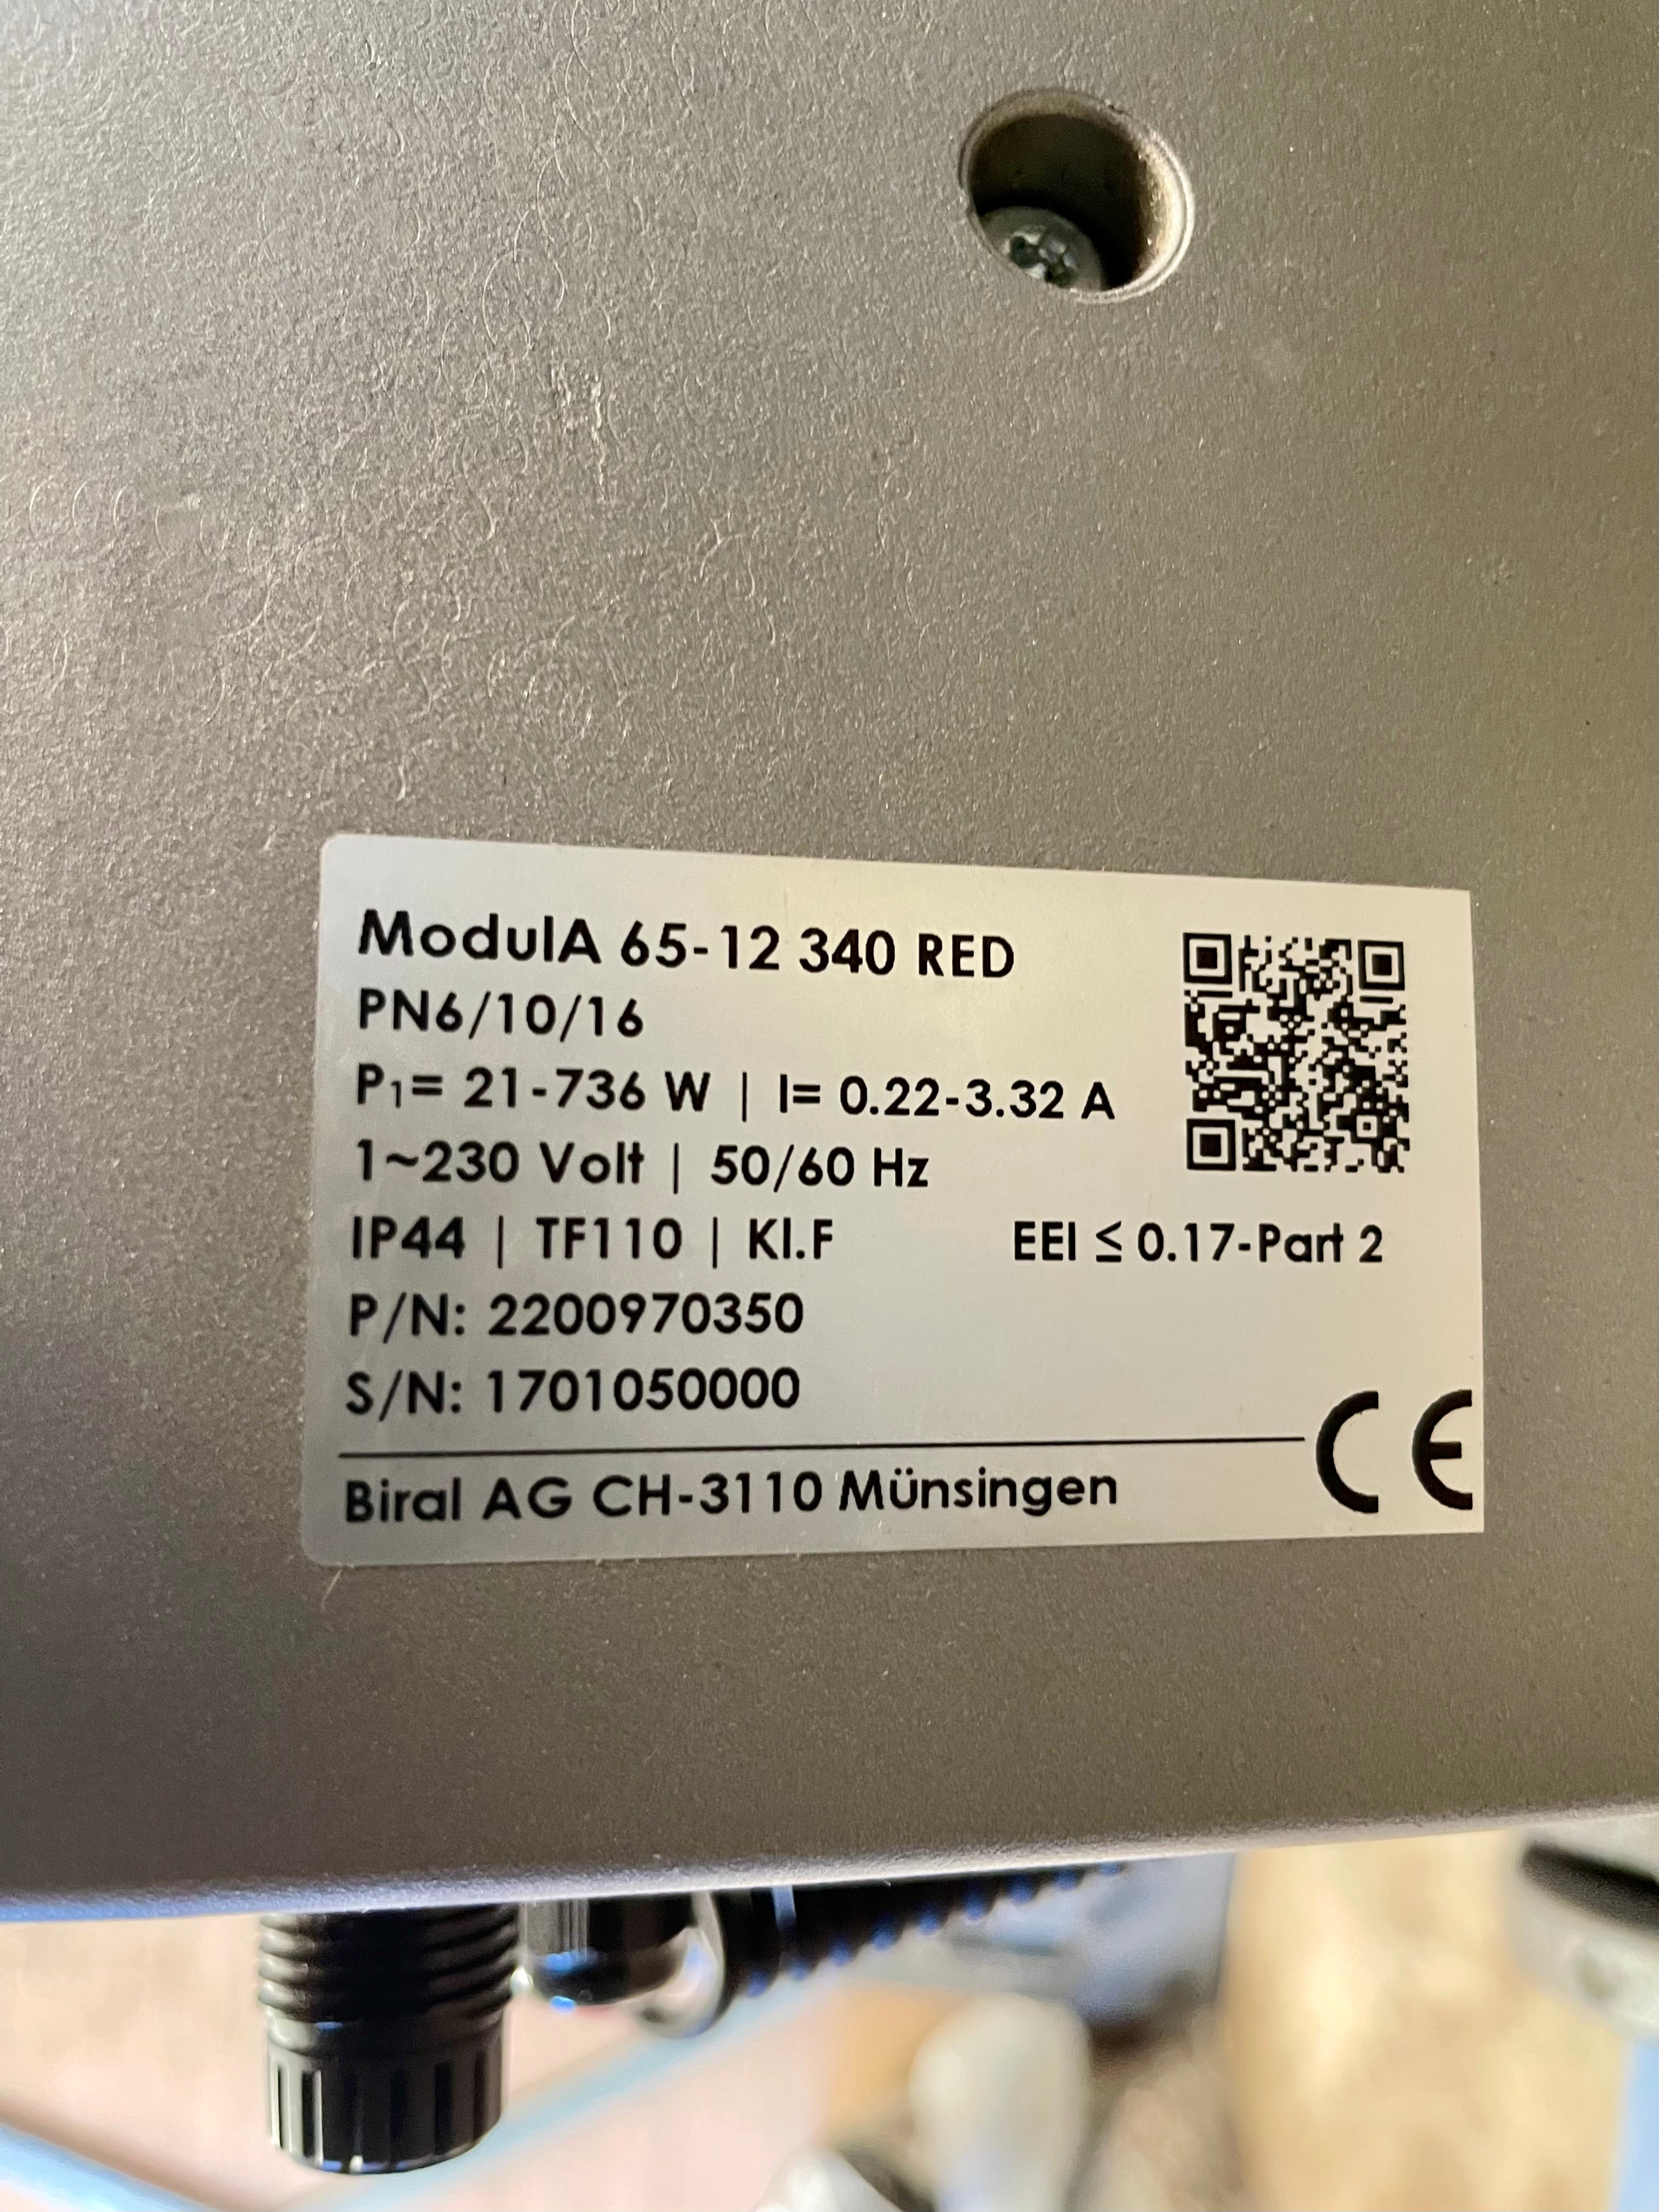 ModulA 65-12 340 RED
PN6/10/16
P₁= 21-736 W | I= 0.22-3.32 A
1~230 Volt | 50/60 Hz
IP44 | TF110 | Kl.F EEI ≤ 0.17-Part 2
P/N: 2200970350
S/N: 1701050000
CE
Biral AG CH-3110 Münsingen